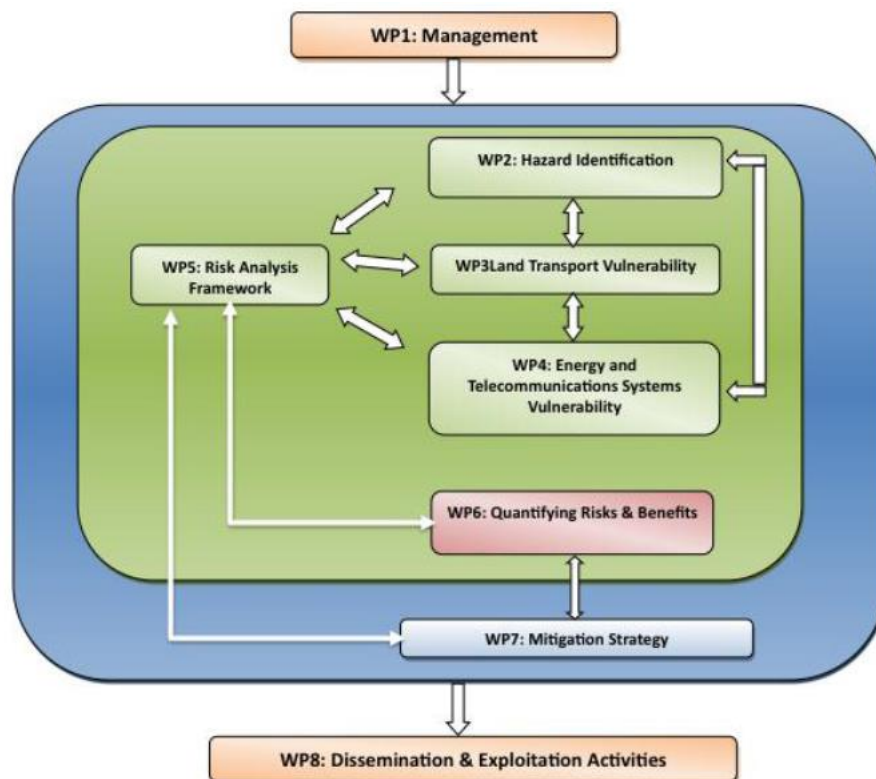 WP1: Management
WP2: Hazard Identification
WP5: Risk Analysis
Framework
WP3Land Transport Vulnerability
WP4: Energy and
Telecommunications Systems
Vulnerability
WP6: Quantifying Risks & Benefits
WP7: Mitigation Strategy
WP8: Dissemination & Exploitation Activities